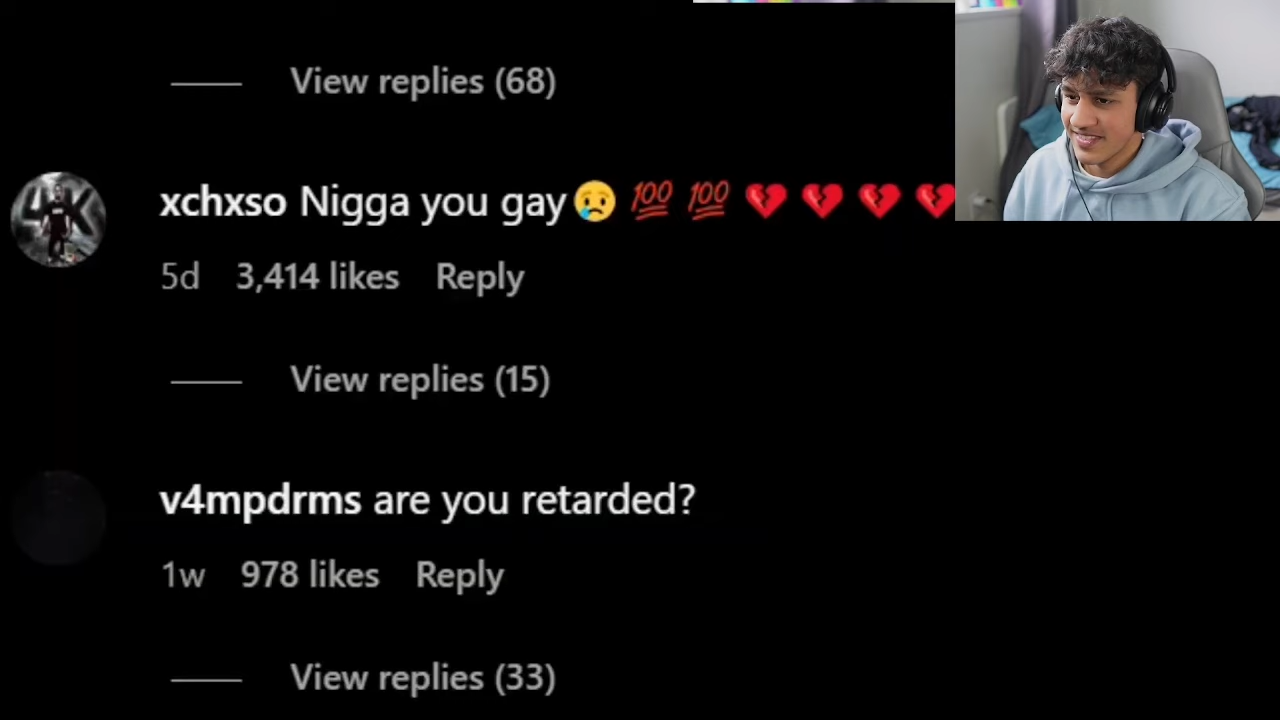 View replies (68)
xchxso Nigga you gay😢 💯 💯 💔 💔 💔 💔
5d 3,414 likes Reply
View replies (15)
v4mpdrms are you retarded?
1w 978 likes Reply
View replies (33)